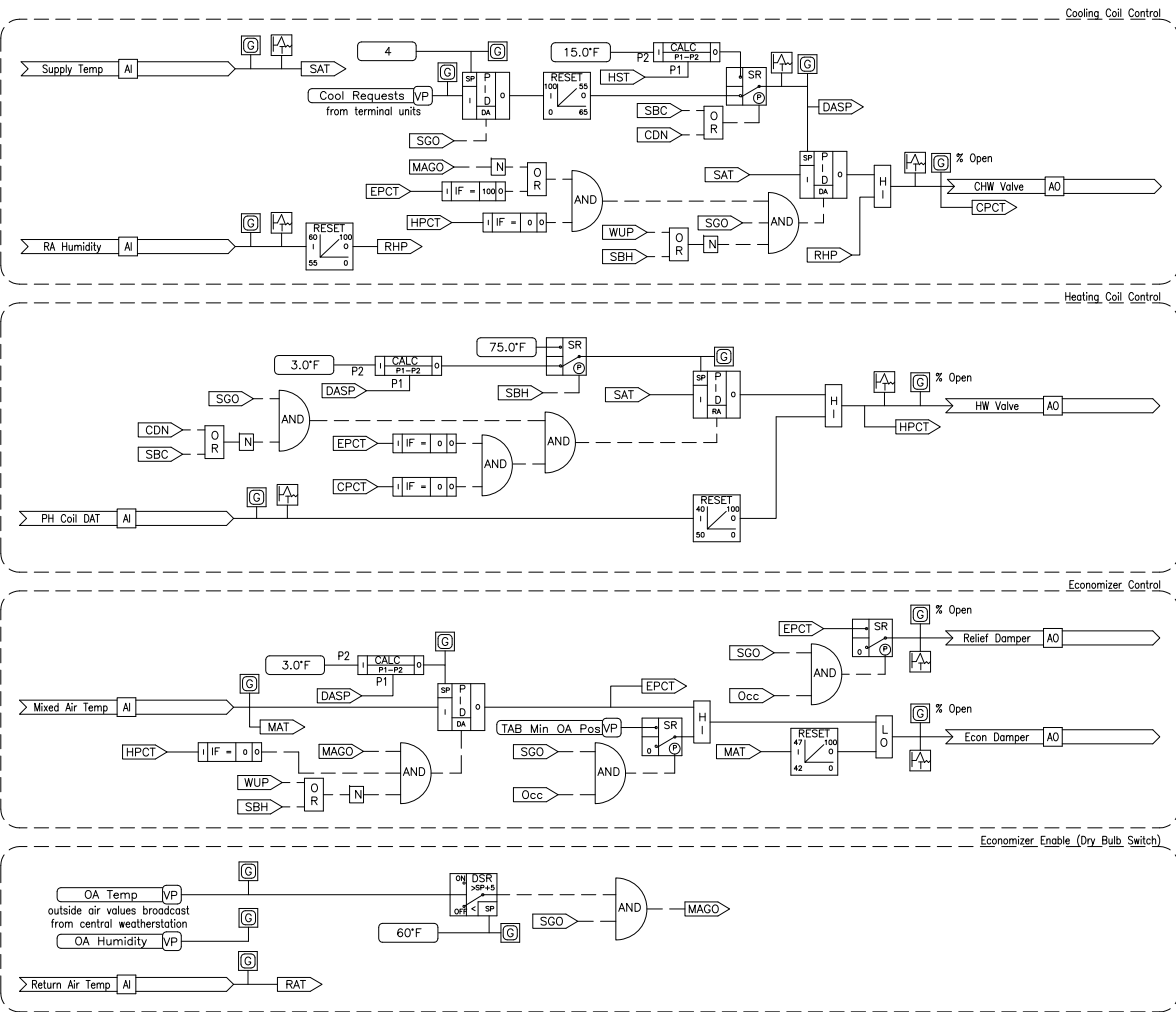 Cooling Coil Control
Supply Temp AI
G
SAT
4
G
G
Cool Requests VP
from terminal units
SP
I
PID
DA
O
SGO
RESET
100 55
I O
0 65
15.0°F
P2
I CALC O
P1-P2
P1
HST
SBC
CDN
OR
SR
P
G
DASP
MAGO
N
OR
EPCT
I IF = 100 O
HPCT
I IF = 0 O
AND
SAT
SP
I
PID
DA
O
WUP
SBH
OR
N
SGO
AND
RHP
HI
G
% Open
CHW Valve AO
CPCT
RA Humidity AI
G
RESET
60 100
I O
55 0
RHP
Heating Coil Control
3.0°F
P2
I CALC O
P1-P2
P1
DASP
75.0°F
SR
P
SBH
G
SAT
SP
I
PID
RA
O
SGO
CDN
SBC
OR
N
AND
EPCT
I IF = 0 O
CPCT
I IF = 0 O
AND
AND
HI
G
% Open
HW Valve AO
HPCT
PH Coil DAT AI
G
RESET
40 100
I O
50 0
Economizer Control
Mixed Air Temp AI
G
MAT
3.0°F
P2
I CALC O
P1-P2
P1
DASP
G
SP
I
PID
DA
O
HPCT
I IF = 0 O
MAGO
WUP
SBH
OR
N
AND
EPCT
TAB Min OA Pos VP
SR
0
P
SGO
Occ
AND
HI
MAT
RESET
47 100
I O
42 0
LO
EPCT
SR
0
P
SGO
Occ
AND
G
% Open
Relief Damper AO
G
% Open
Econ Damper AO
Economizer Enable (Dry Bulb Switch)
G
OA Temp VP
outside air values broadcast
from central weatherstation
G
OA Humidity VP
ON DSR
>SP+5
OFF < SP
60°F
G
SGO
AND
MAGO
G
Return Air Temp AI
RAT